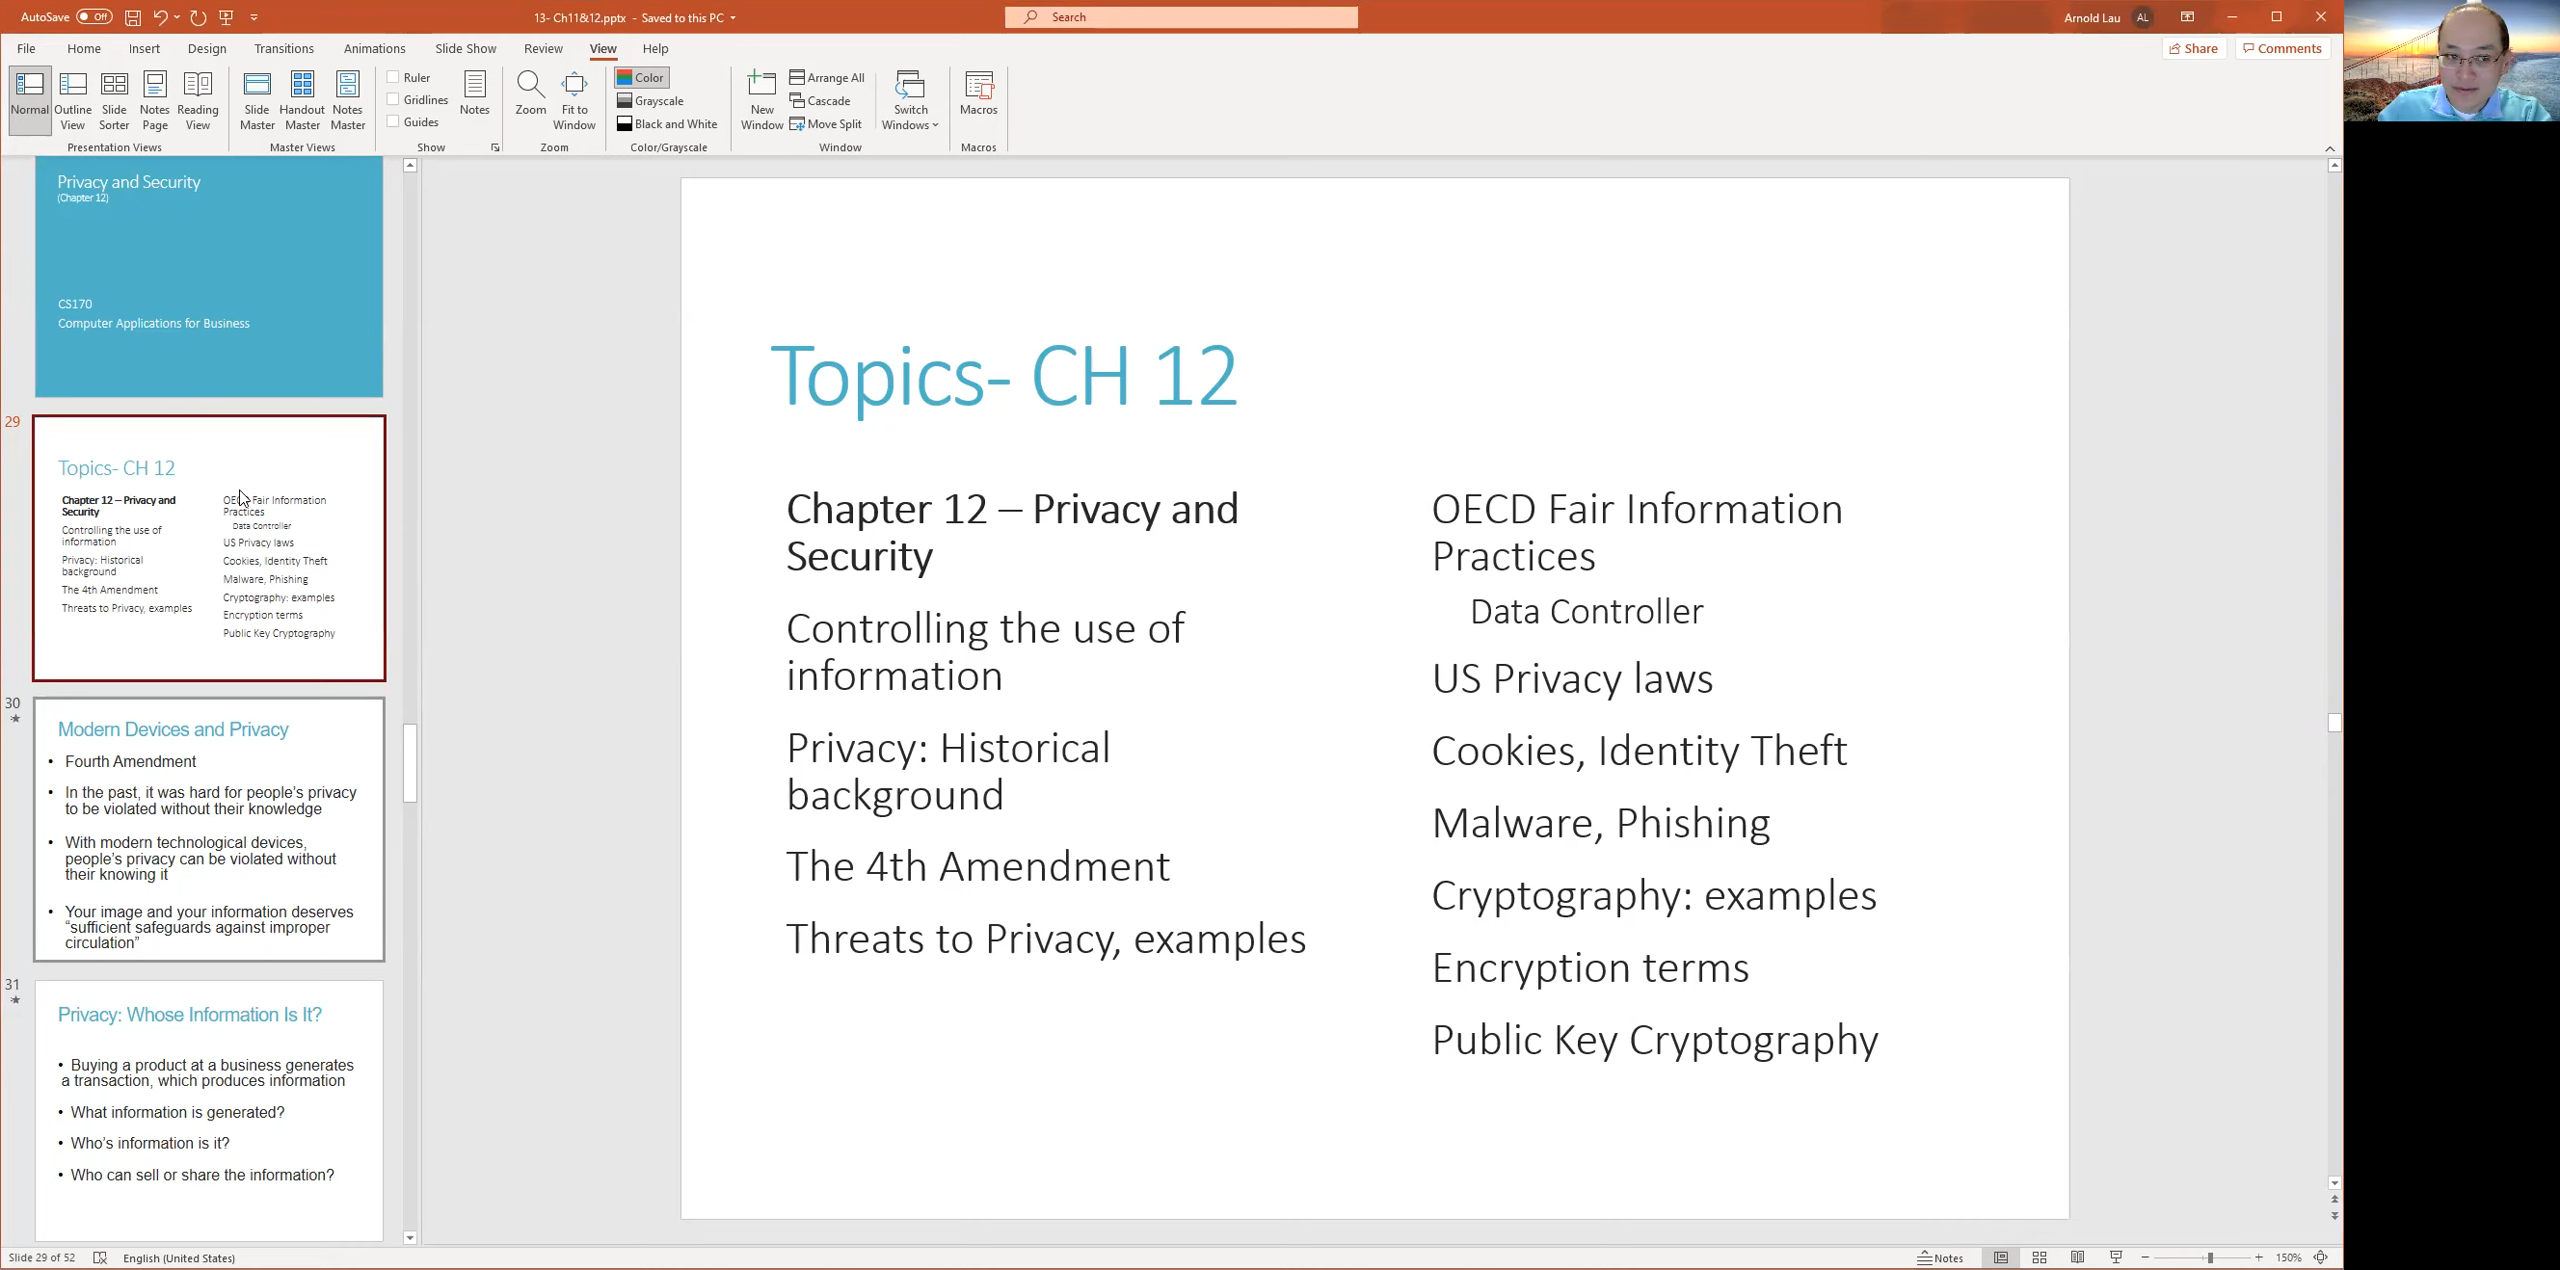 AutoSave Off
13- Ch11&12.pptx - Saved to this PC
Search
Arnold Lau AL
File Home Insert Design Transitions Animations Slide Show Review View Help
Share Comments
Normal
Outline View
Slide Sorter
Notes Page
Reading View
Presentation Views
Slide Master
Handout Master
Notes Master
Master Views
Ruler
Gridlines
Guides
Notes
Show
Zoom
Fit to Window
Zoom
Color
Grayscale
Black and White
Color/Grayscale
New Window
Arrange All
Cascade
Move Split
Switch Windows
Window
Macros
Macros
Privacy and Security
(Chapter 12)
CS170
Computer Applications for Business
29
Topics- CH 12
Chapter 12 – Privacy and
Security
Controlling the use of
information
Privacy: Historical
background
The 4th Amendment
Threats to Privacy, examples
Fair Information
Practices
Data Controller
US Privacy laws
Cookies, Identity Theft
Malware, Phishing
Cryptography: examples
Encryption terms
Public Key Cryptography
30
Modern Devices and Privacy
• Fourth Amendment
• In the past, it was hard for people's privacy
to be violated without their knowledge
• With modern technological devices,
people's privacy can be violated without
their knowing it
• Your image and your information deserves
“sufficient safeguards against improper
circulation”
31
Privacy: Whose Information Is It?
• Buying a product at a business generates
a transaction, which produces information
• What information is generated?
• Who's information is it?
• Who can sell or share the information?
Topics- CH 12
Chapter 12 – Privacy and
Security
Controlling the use of
information
Privacy: Historical
background
The 4th Amendment
Threats to Privacy, examples
OECD Fair Information
Practices
Data Controller
US Privacy laws
Cookies, Identity Theft
Malware, Phishing
Cryptography: examples
Encryption terms
Public Key Cryptography
Slide 29 of 52
English (United States)
Notes
150%